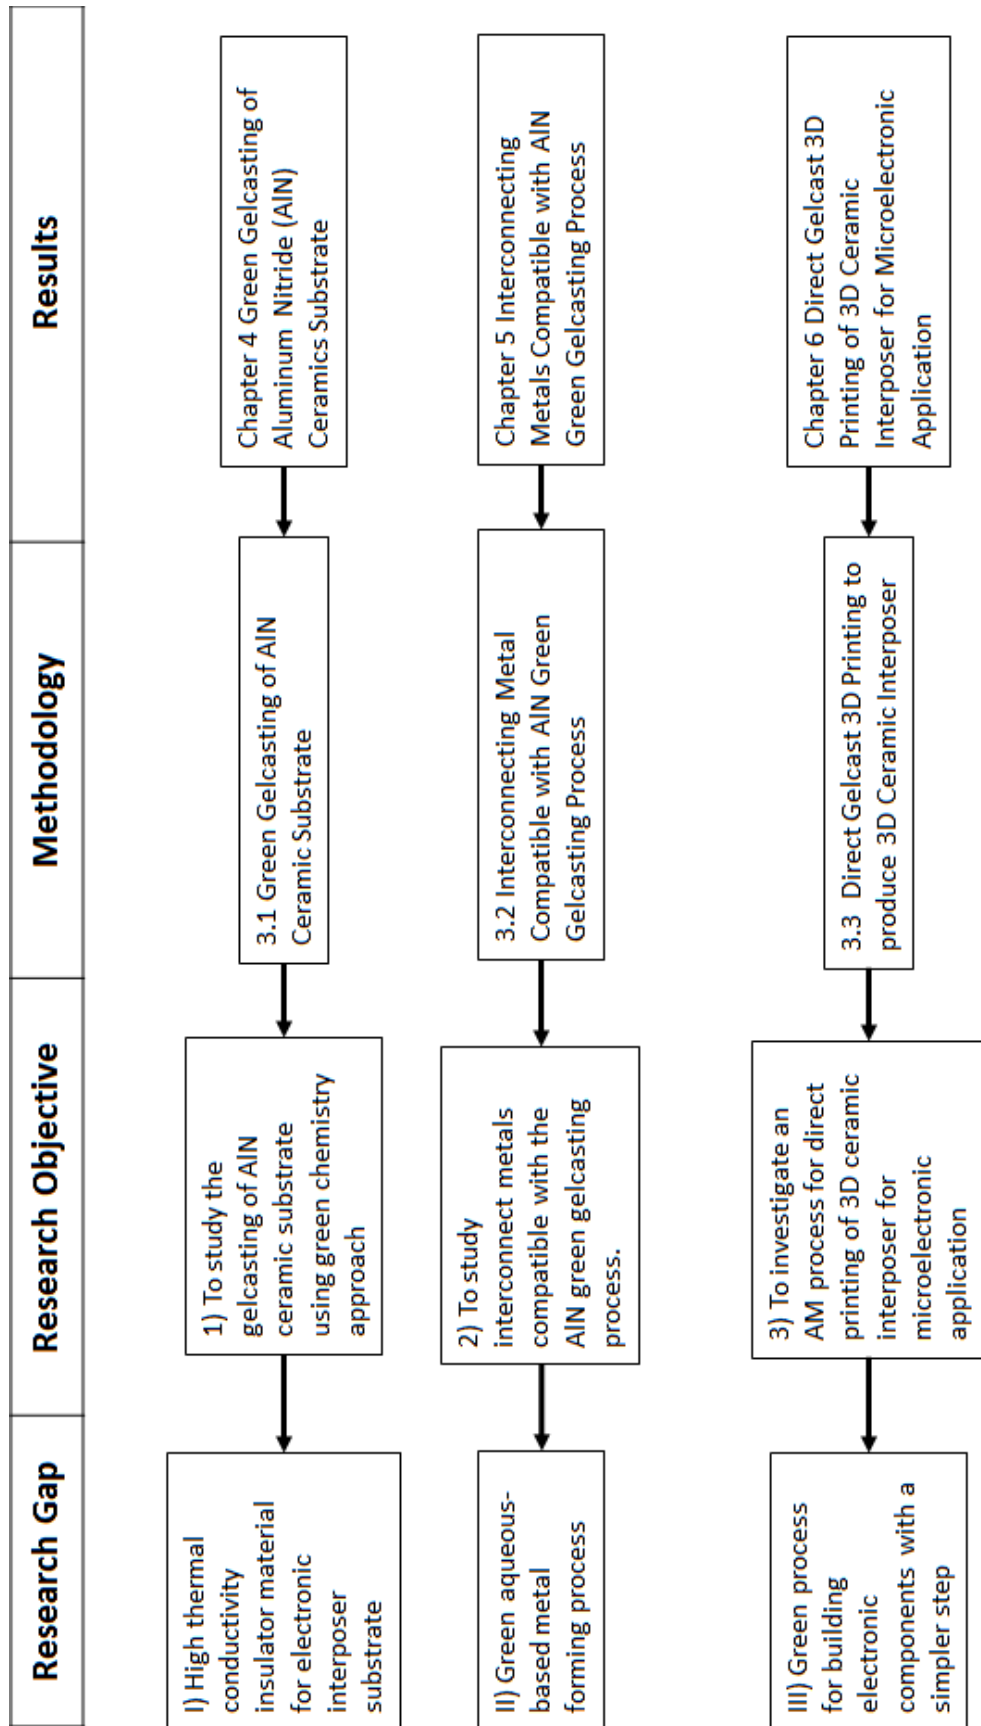 Research Gap
Research Objective
Methodology
Results
I) High thermal
conductivity
insulator material
for electronic
interposer
substrate
1) To study the
gelcasting of AlN
ceramic substrate
using green chemistry
approach
3.1 Green Gelcasting of AlN
Ceramic Substrate
Chapter 4 Green Gelcasting of
Aluminum Nitride (AlN)
Ceramics Substrate
II) Green aqueous-
based metal
forming process
2) To study
interconnect metals
compatible with the
AlN green gelcasting
process.
3.2 Interconnecting Metal
Compatible with AlN Green
Gelcasting Process
Chapter 5 Interconnecting
Metals Compatible with AlN
Green Gelcasting Process
III) Green process
for building
electronic
components with a
simpler step
3) To investigate an
AM process for direct
printing of 3D ceramic
interposer for
microelectronic
application
3.3 Direct Gelcast 3D Printing to
produce 3D Ceramic Interposer
Chapter 6 Direct Gelcast 3D
Printing of 3D Ceramic
Interposer for Microelectronic
Application